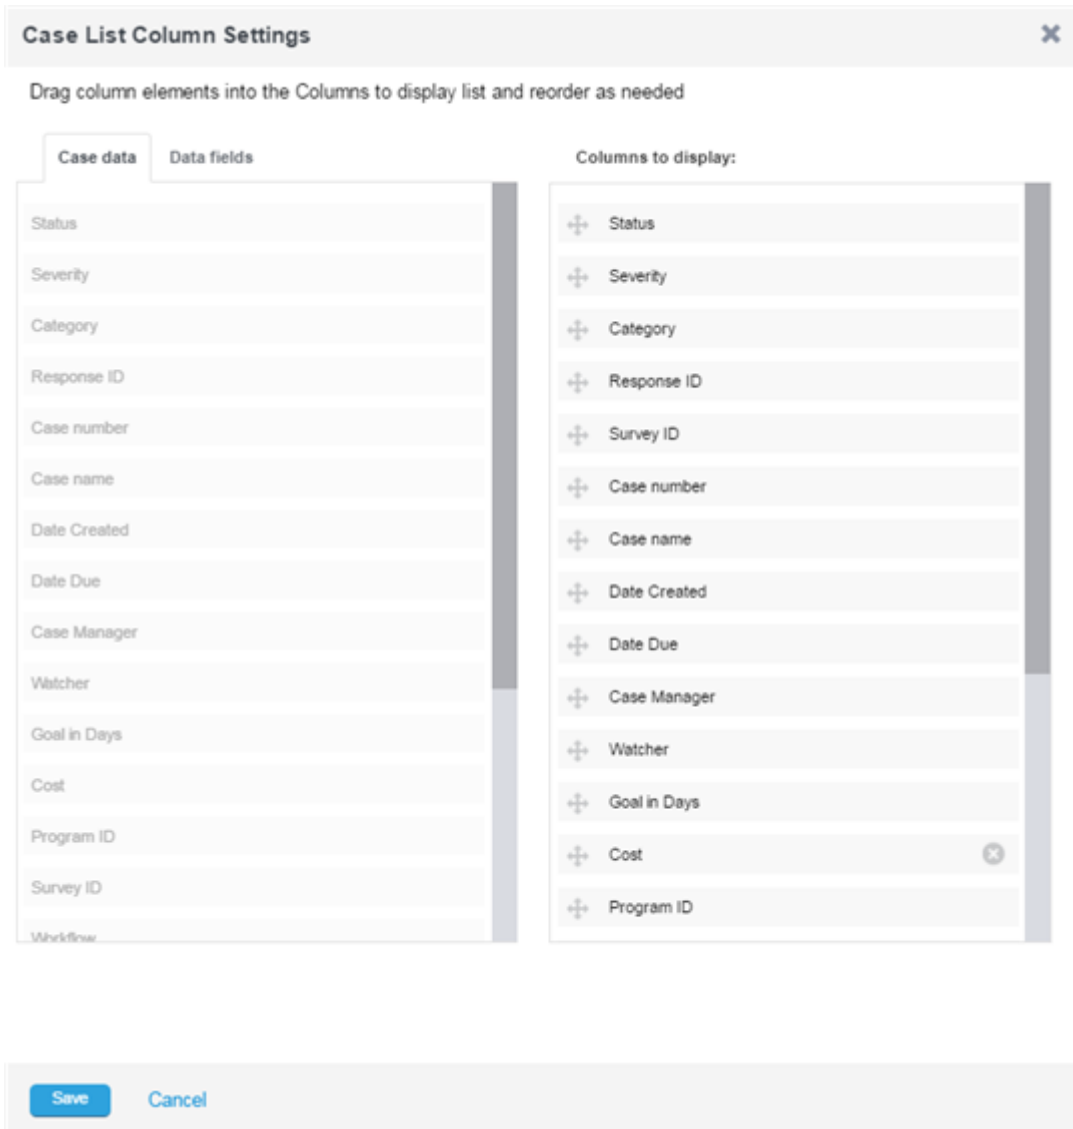 Case List Column Settings
Drag column elements into the Columns to display list and reorder as needed
Case data
Data fields
Status
Severity
Category
Response ID
Case number
Case name
Date Created
Date Due
Case Manager
Watcher
Goal in Days
Cost
Program ID
Survey ID
Workflow
Columns to display:
Status
Severity
Category
Response ID
Survey ID
Case number
Case name
Date Created
Date Due
Case Manager
Watcher
Goal in Days
Cost
Program ID
Save
Cancel